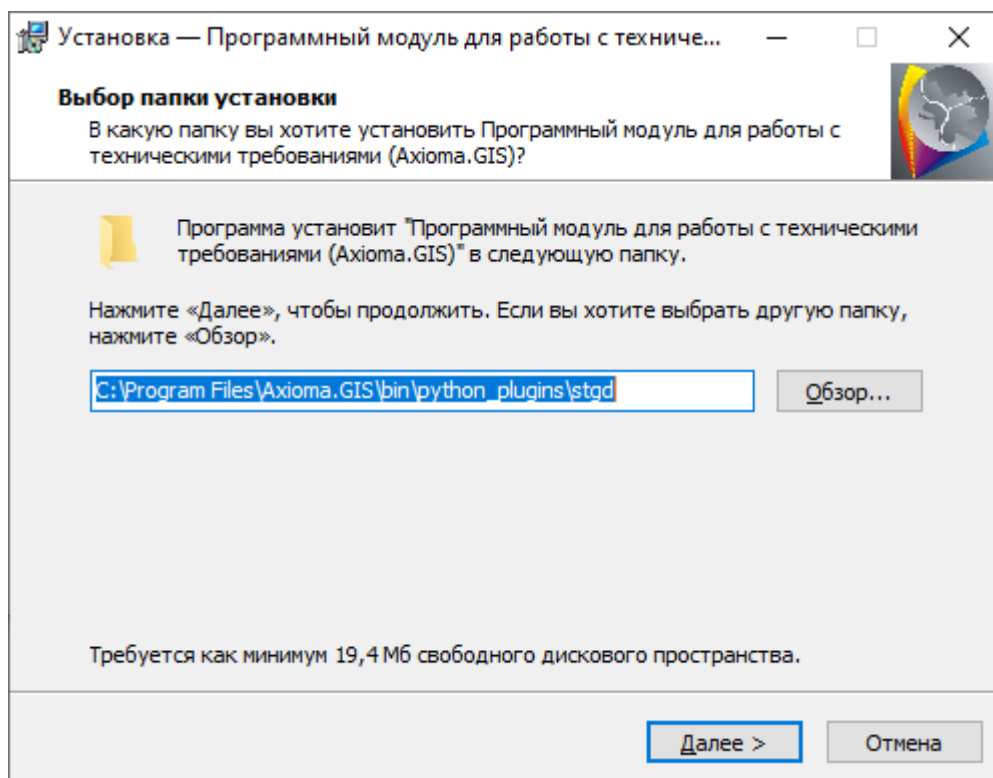 Установка — Программный модуль для работы с техниче...
Выбор папки установки
В какую папку вы хотите установить Программный модуль для работы с
техническими требованиями (Axioma.GIS)?
Программа установит "Программный модуль для работы с техническими
требованиями (Axioma.GIS)" в следующую папку.
Нажмите «Далее», чтобы продолжить. Если вы хотите выбрать другую папку,
нажмите «Обзор».
C:\Program Files\Axioma.GIS\bin\python_plugins\stgd
Обзор...
Требуется как минимум 19,4 Мб свободного дискового пространства.
Далее >
Отмена